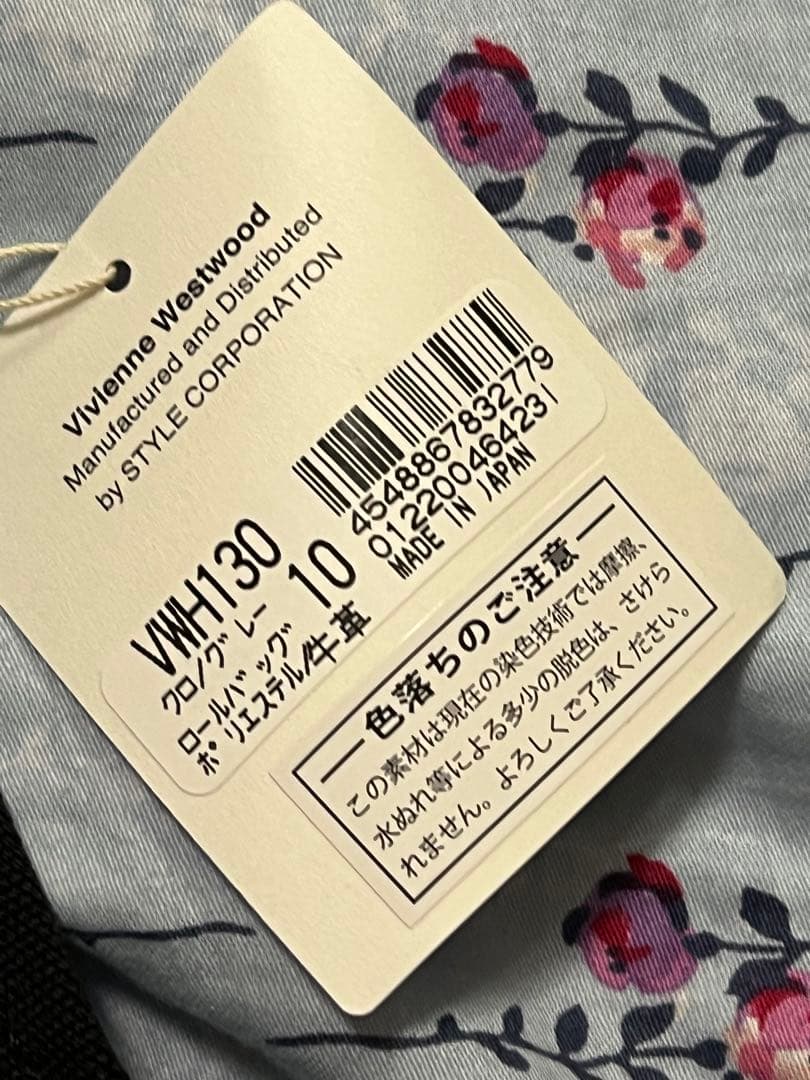 Vivienne Westwood
Manufactured and Distributed
by STYLE CORPORATION
4548867832779
012200464231
MADE IN JAPAN
VWH130
クロ/グレー 10
ロールバッグ
ポリエステル/牛革
― 色落ちのご注意 ―
この素材は現在の染色技術では摩擦、
水ぬれ等による多少の脱色は、さけら
れません。よろしくご了承ください。